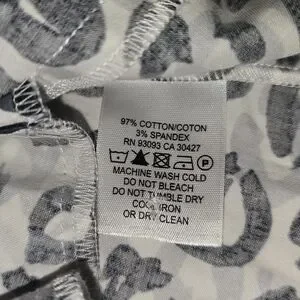 97% COTTON/COTON
3% SPANDEX
RN 93093 CA 30427
MACHINE WASH COLD
DO NOT BLEACH
DO NOT TUMBLE DRY
COOL IRON
OR DRY CLEAN